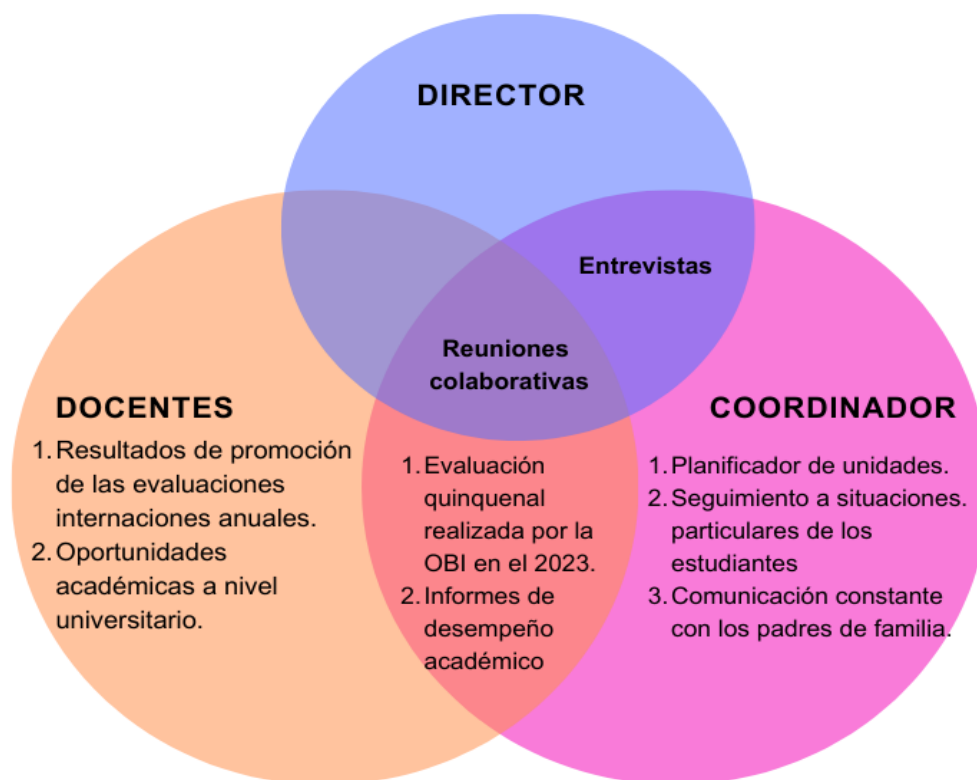 DIRECTOR
Entrevistas
Reuniones
colaborativas
DOCENTES
1. Resultados de promoción
de las evaluaciones
internaciones anuales.
2. Oportunidades
académicas a nivel
universitario.
1. Evaluación
quinquenal
realizada por la
OBI en el 2023.
2. Informes de
desempeño
académico
COORDINADOR
1. Planificador de unidades.
2. Seguimiento a situaciones.
particulares de los
estudiantes
3. Comunicación constante
con los padres de familia.